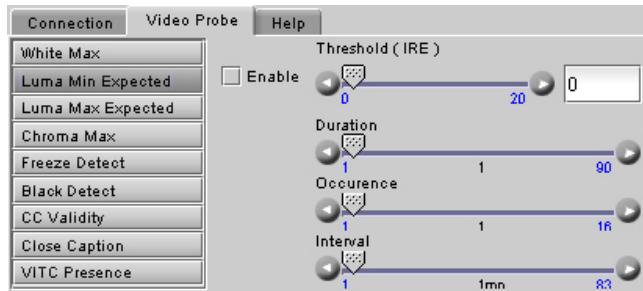 Connection Video Probe Help
White Max
Luma Min Expected
Luma Max Expected
Chroma Max
Freeze Detect
Black Detect
CC Validity
Close Caption
VITC Presence
Enable
Threshold ( IRE )
0 20 0
Duration
1 1 90
Occurence
1 1 16
Interval
1 1mn 83